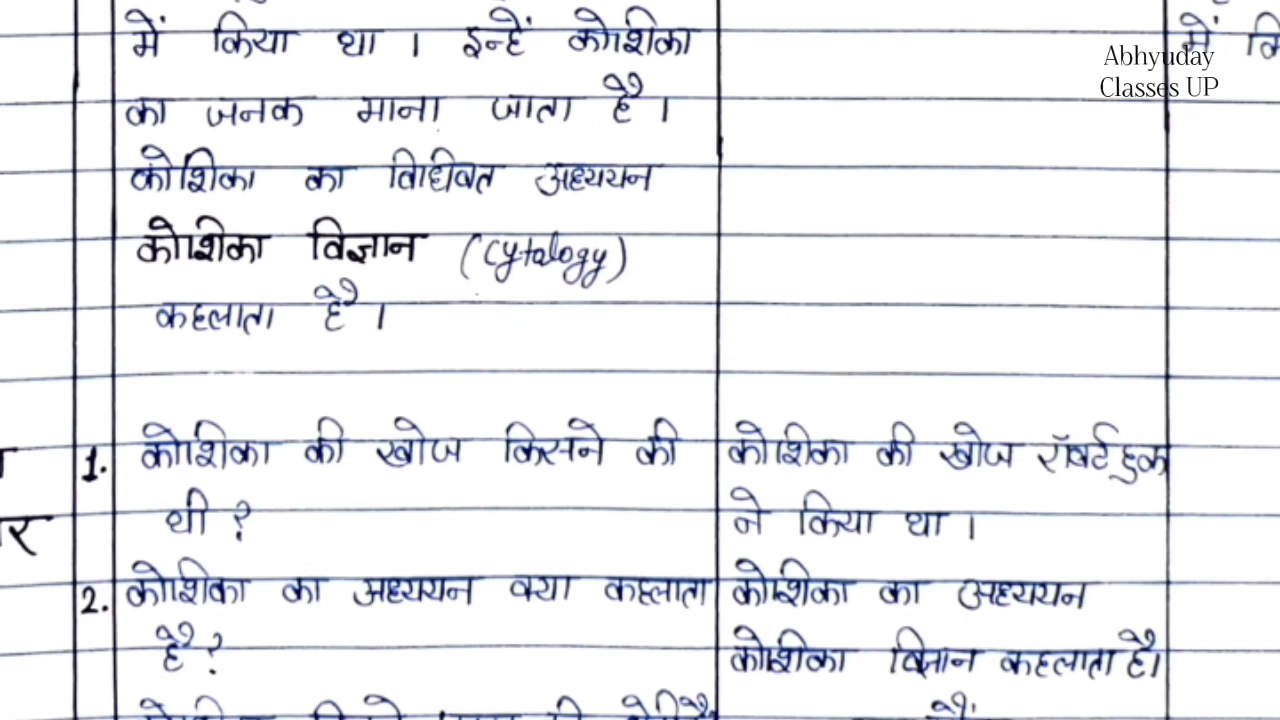 में किया था । इन्हें कोशिका
का जनक माना जाता है ।
कोशिका का विधिवत अध्ययन
कोशिका विज्ञान (Cytology)
कहलाता है ।
1. कोशिका की खोज किसने की
थी ?
2. कोशिका का अध्ययन क्या कहलाता
है ?
कोशिका की खोज रॉबर्ट हुक
ने किया था ।
कोशिका का अध्ययन
कोशिका विज्ञान कहलाता है।
में
Abhyuday
Classes UP